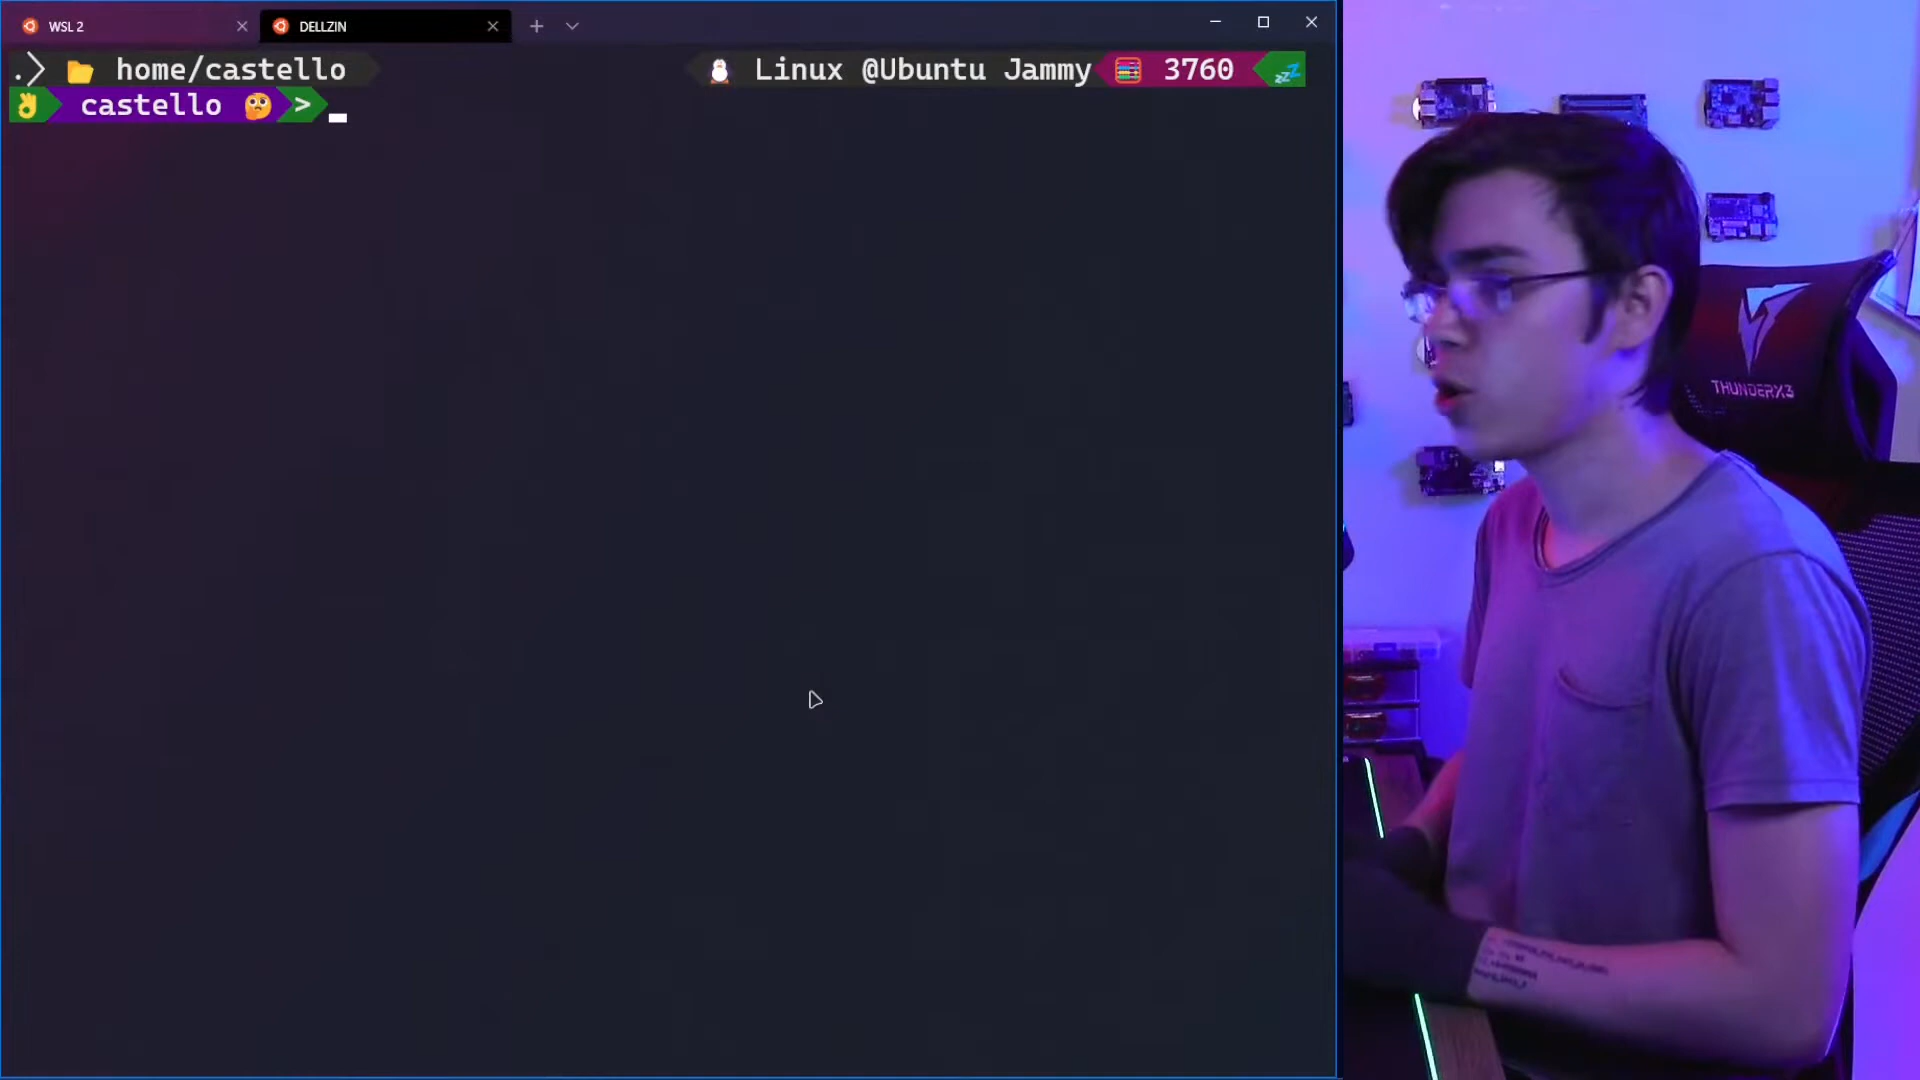 WSL 2
DELLZIN
.> home/castello
Linux @Ubuntu Jammy 3760
castello >
THUNDERX3